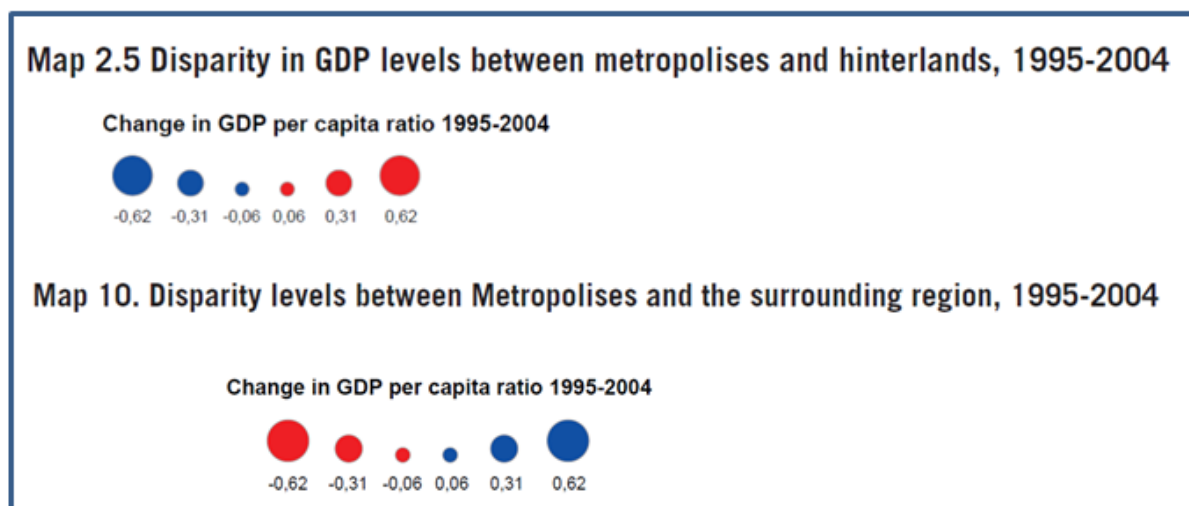 Map 2.5 Disparity in GDP levels between metropolises and hinterlands, 1995-2004
Change in GDP per capita ratio 1995-2004
-0,62 -0,31 -0,06 0,06 0,31 0,62
Map 10. Disparity levels between Metropolises and the surrounding region, 1995-2004
Change in GDP per capita ratio 1995-2004
-0,62 -0,31 -0,06 0,06 0,31 0,62